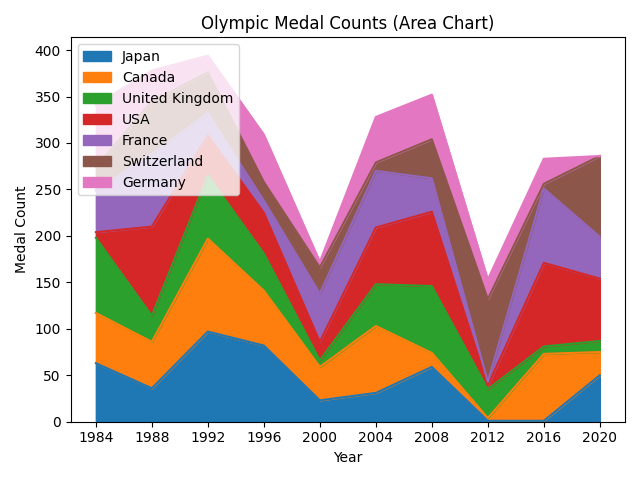 Olympic Medal Counts (Area Chart)
Medal Count
400
350
300
250
200
150
100
50
0
Japan
Canada
United Kingdom
USA
France
Switzerland
Germany
1984 1988 1992 1996 2000 2004 2008 2012 2016 2020
Year